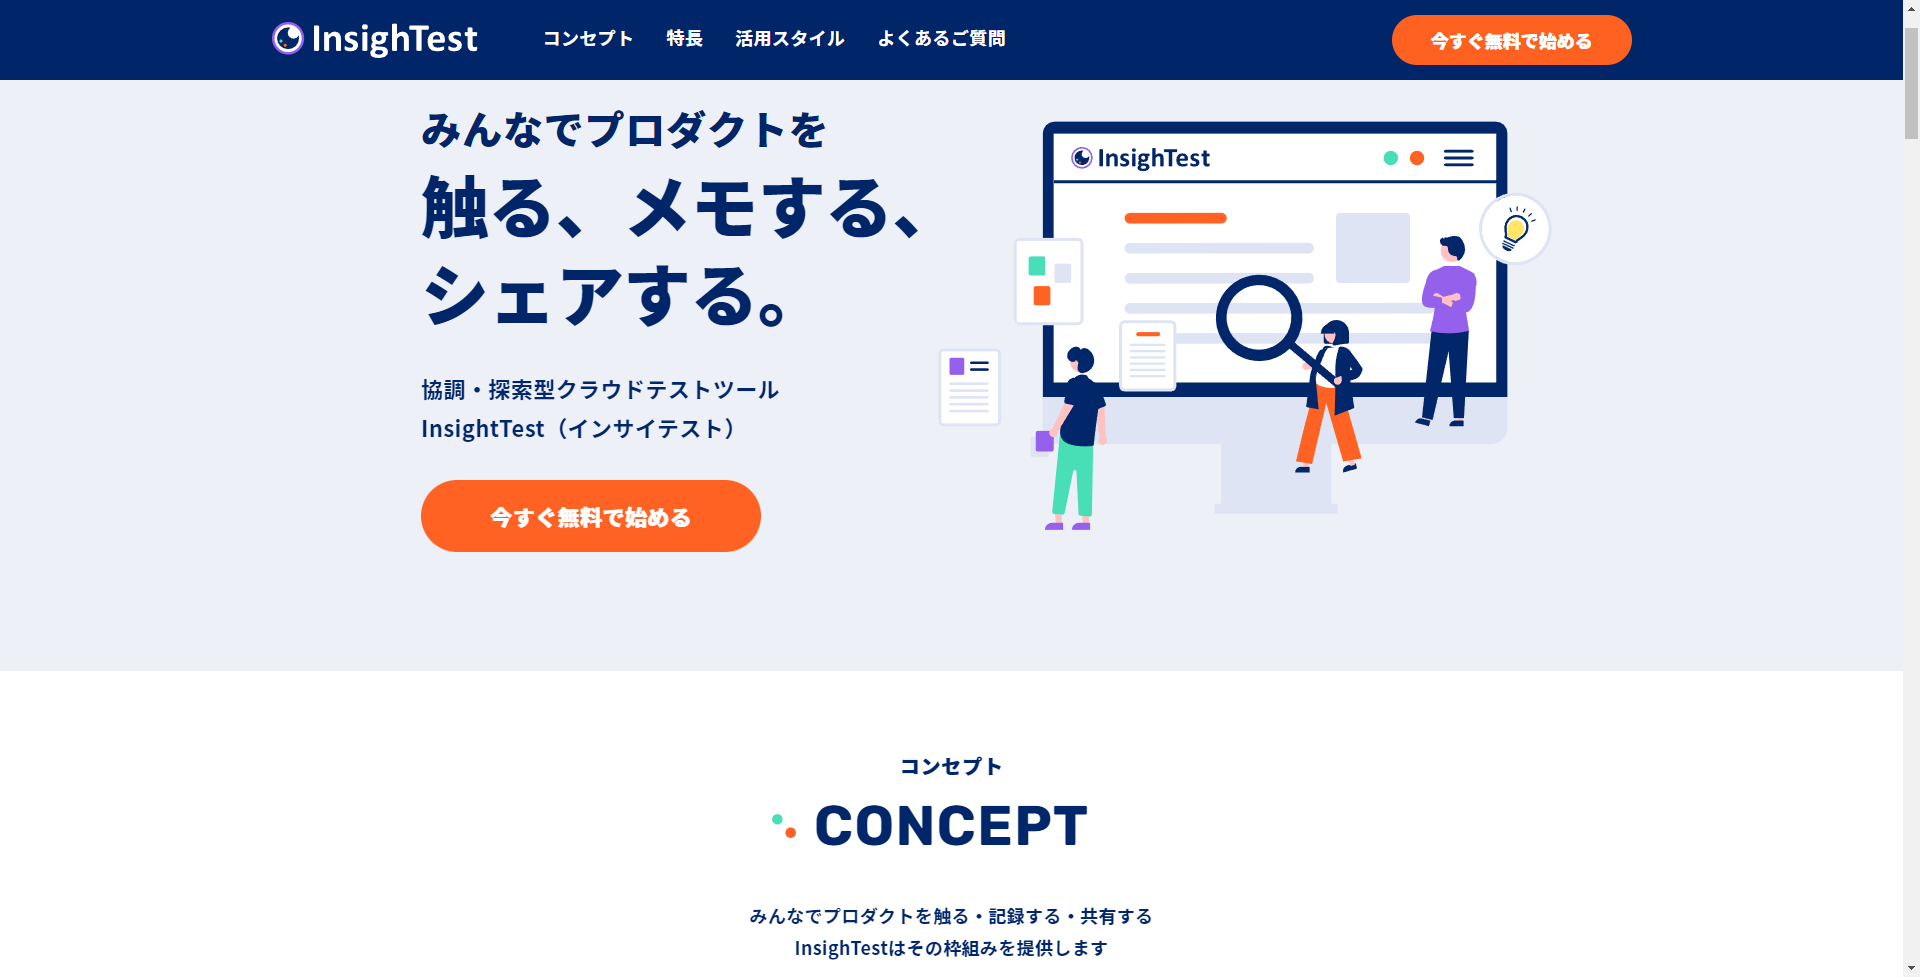 InsighTest
コンセプト
特長
活用スタイル
よくあるご質問
今すぐ無料で始める
みんなでプロダクトを
触る、メモする、
シェアする。
協調・探索型クラウドテストツール
InsightTest（インサイテスト）
今すぐ無料で始める
InsighTest
コンセプト
CONCEPT
みんなでプロダクトを触る・記録する・共有する
InsighTestはその枠組みを提供します